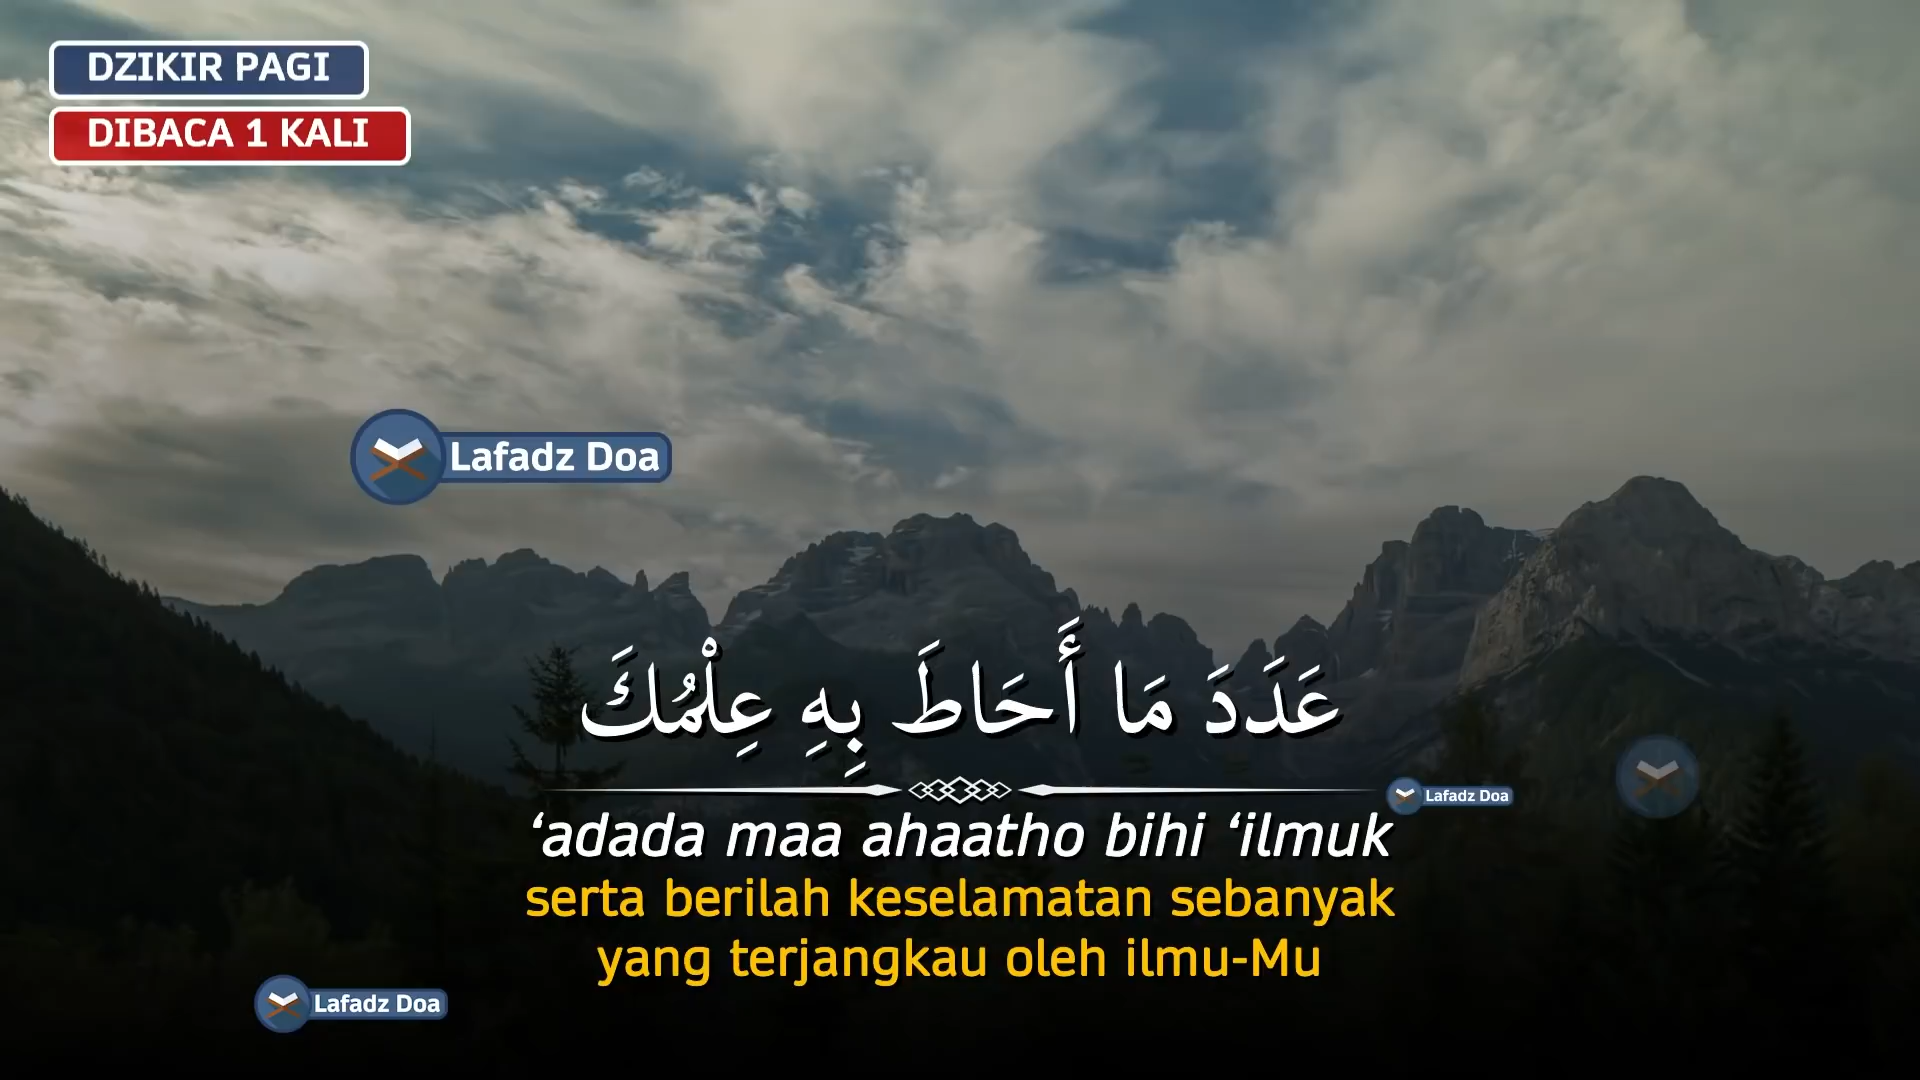 DZIKIR PAGI
DIBACA 1 KALI
Lafadz Doa
عَدَدَ مَا أَحَاطَ بِهِ عِلْمُكَ
Lafadz Doa
‘adada maa ahaatho bihi ‘ilmuk
serta berilah keselamatan sebanyak
yang terjangkau oleh ilmu-Mu
Lafadz Doa